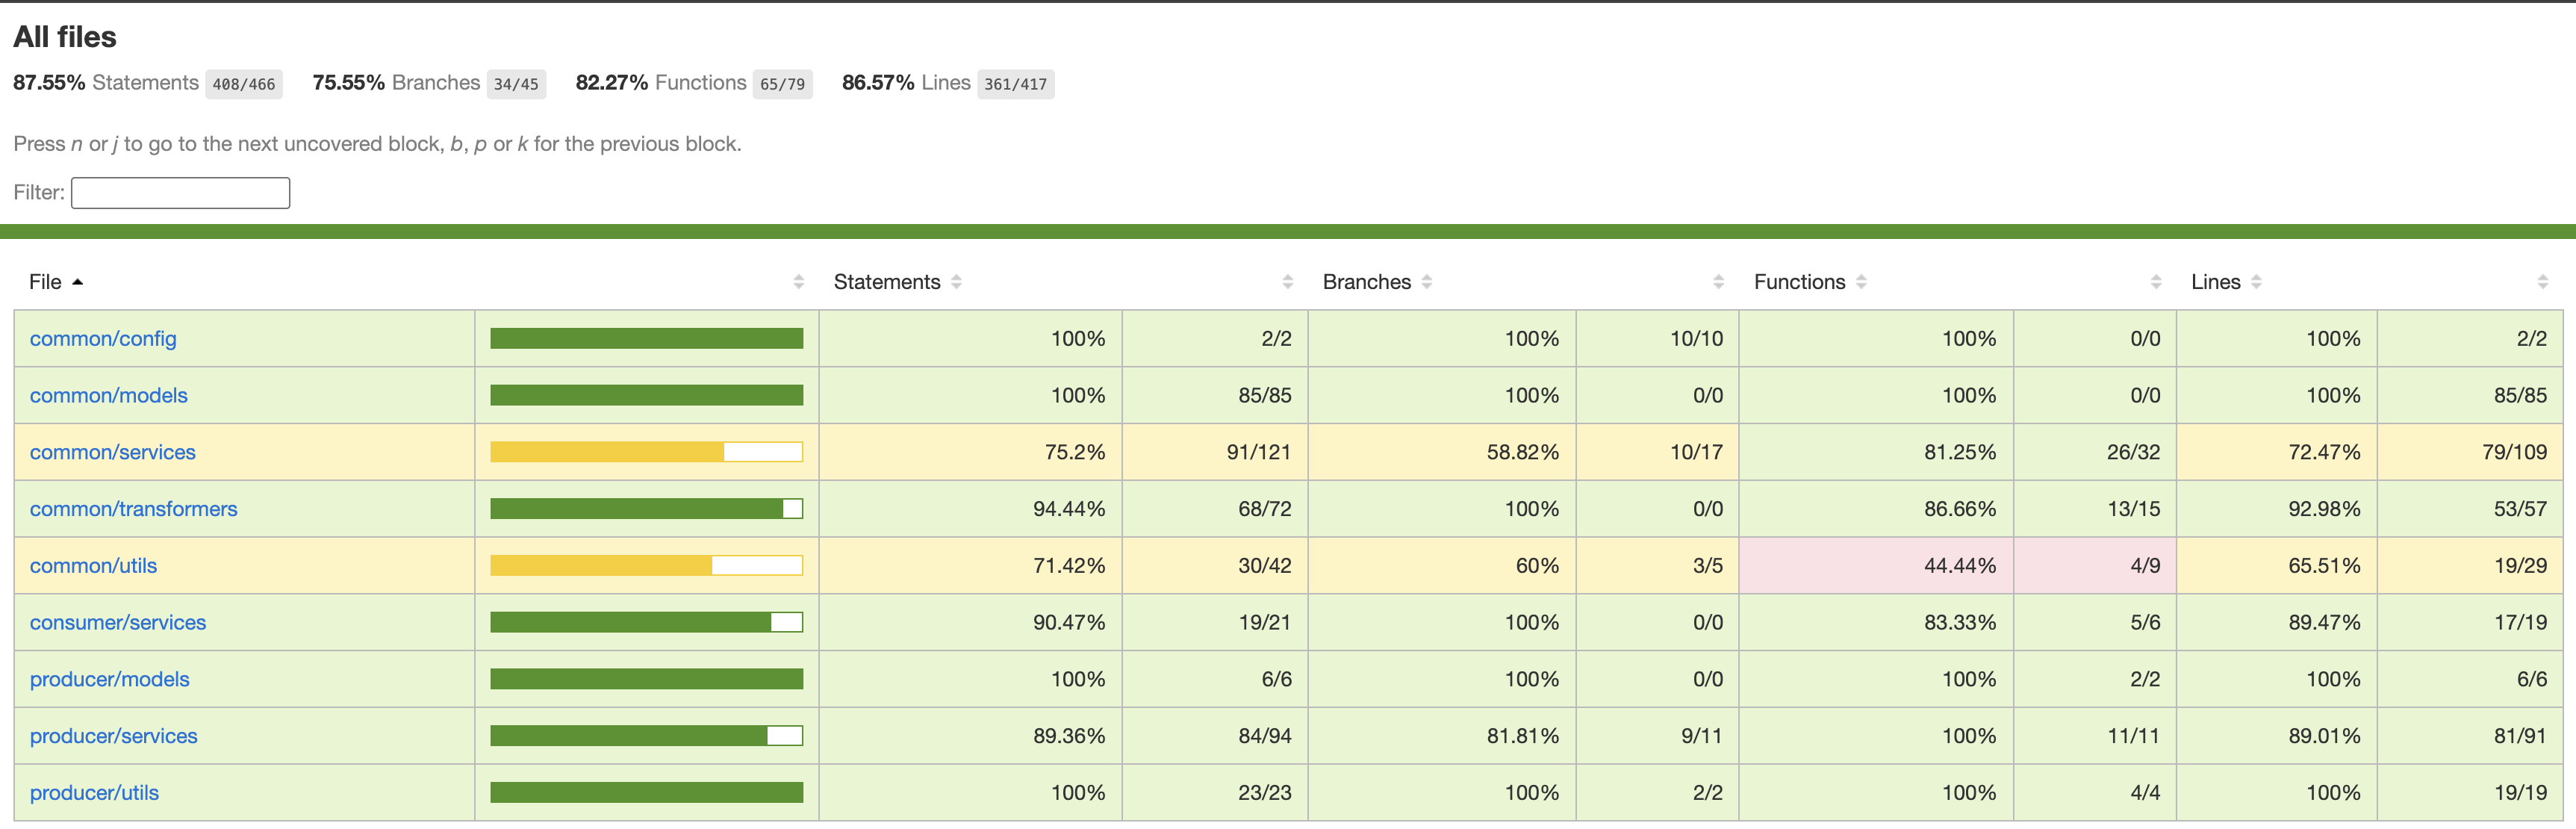 All files
87.55% Statements 408/466 75.55% Branches 34/45 82.27% Functions 65/79 86.57% Lines 361/417
Press n or j to go to the next uncovered block, b, p or k for the previous block.
Filter:
File Statements Branches Functions Lines
common/config 100% 2/2 100% 10/10 100% 0/0 100% 2/2
common/models 100% 85/85 100% 0/0 100% 0/0 100% 85/85
common/services 75.2% 91/121 58.82% 10/17 81.25% 26/32 72.47% 79/109
common/transformers 94.44% 68/72 100% 0/0 86.66% 13/15 92.98% 53/57
common/utils 71.42% 30/42 60% 3/5 44.44% 4/9 65.51% 19/29
consumer/services 90.47% 19/21 100% 0/0 83.33% 5/6 89.47% 17/19
producer/models 100% 6/6 100% 0/0 100% 2/2 100% 6/6
producer/services 89.36% 84/94 81.81% 9/11 100% 11/11 89.01% 81/91
producer/utils 100% 23/23 100% 2/2 100% 4/4 100% 19/19